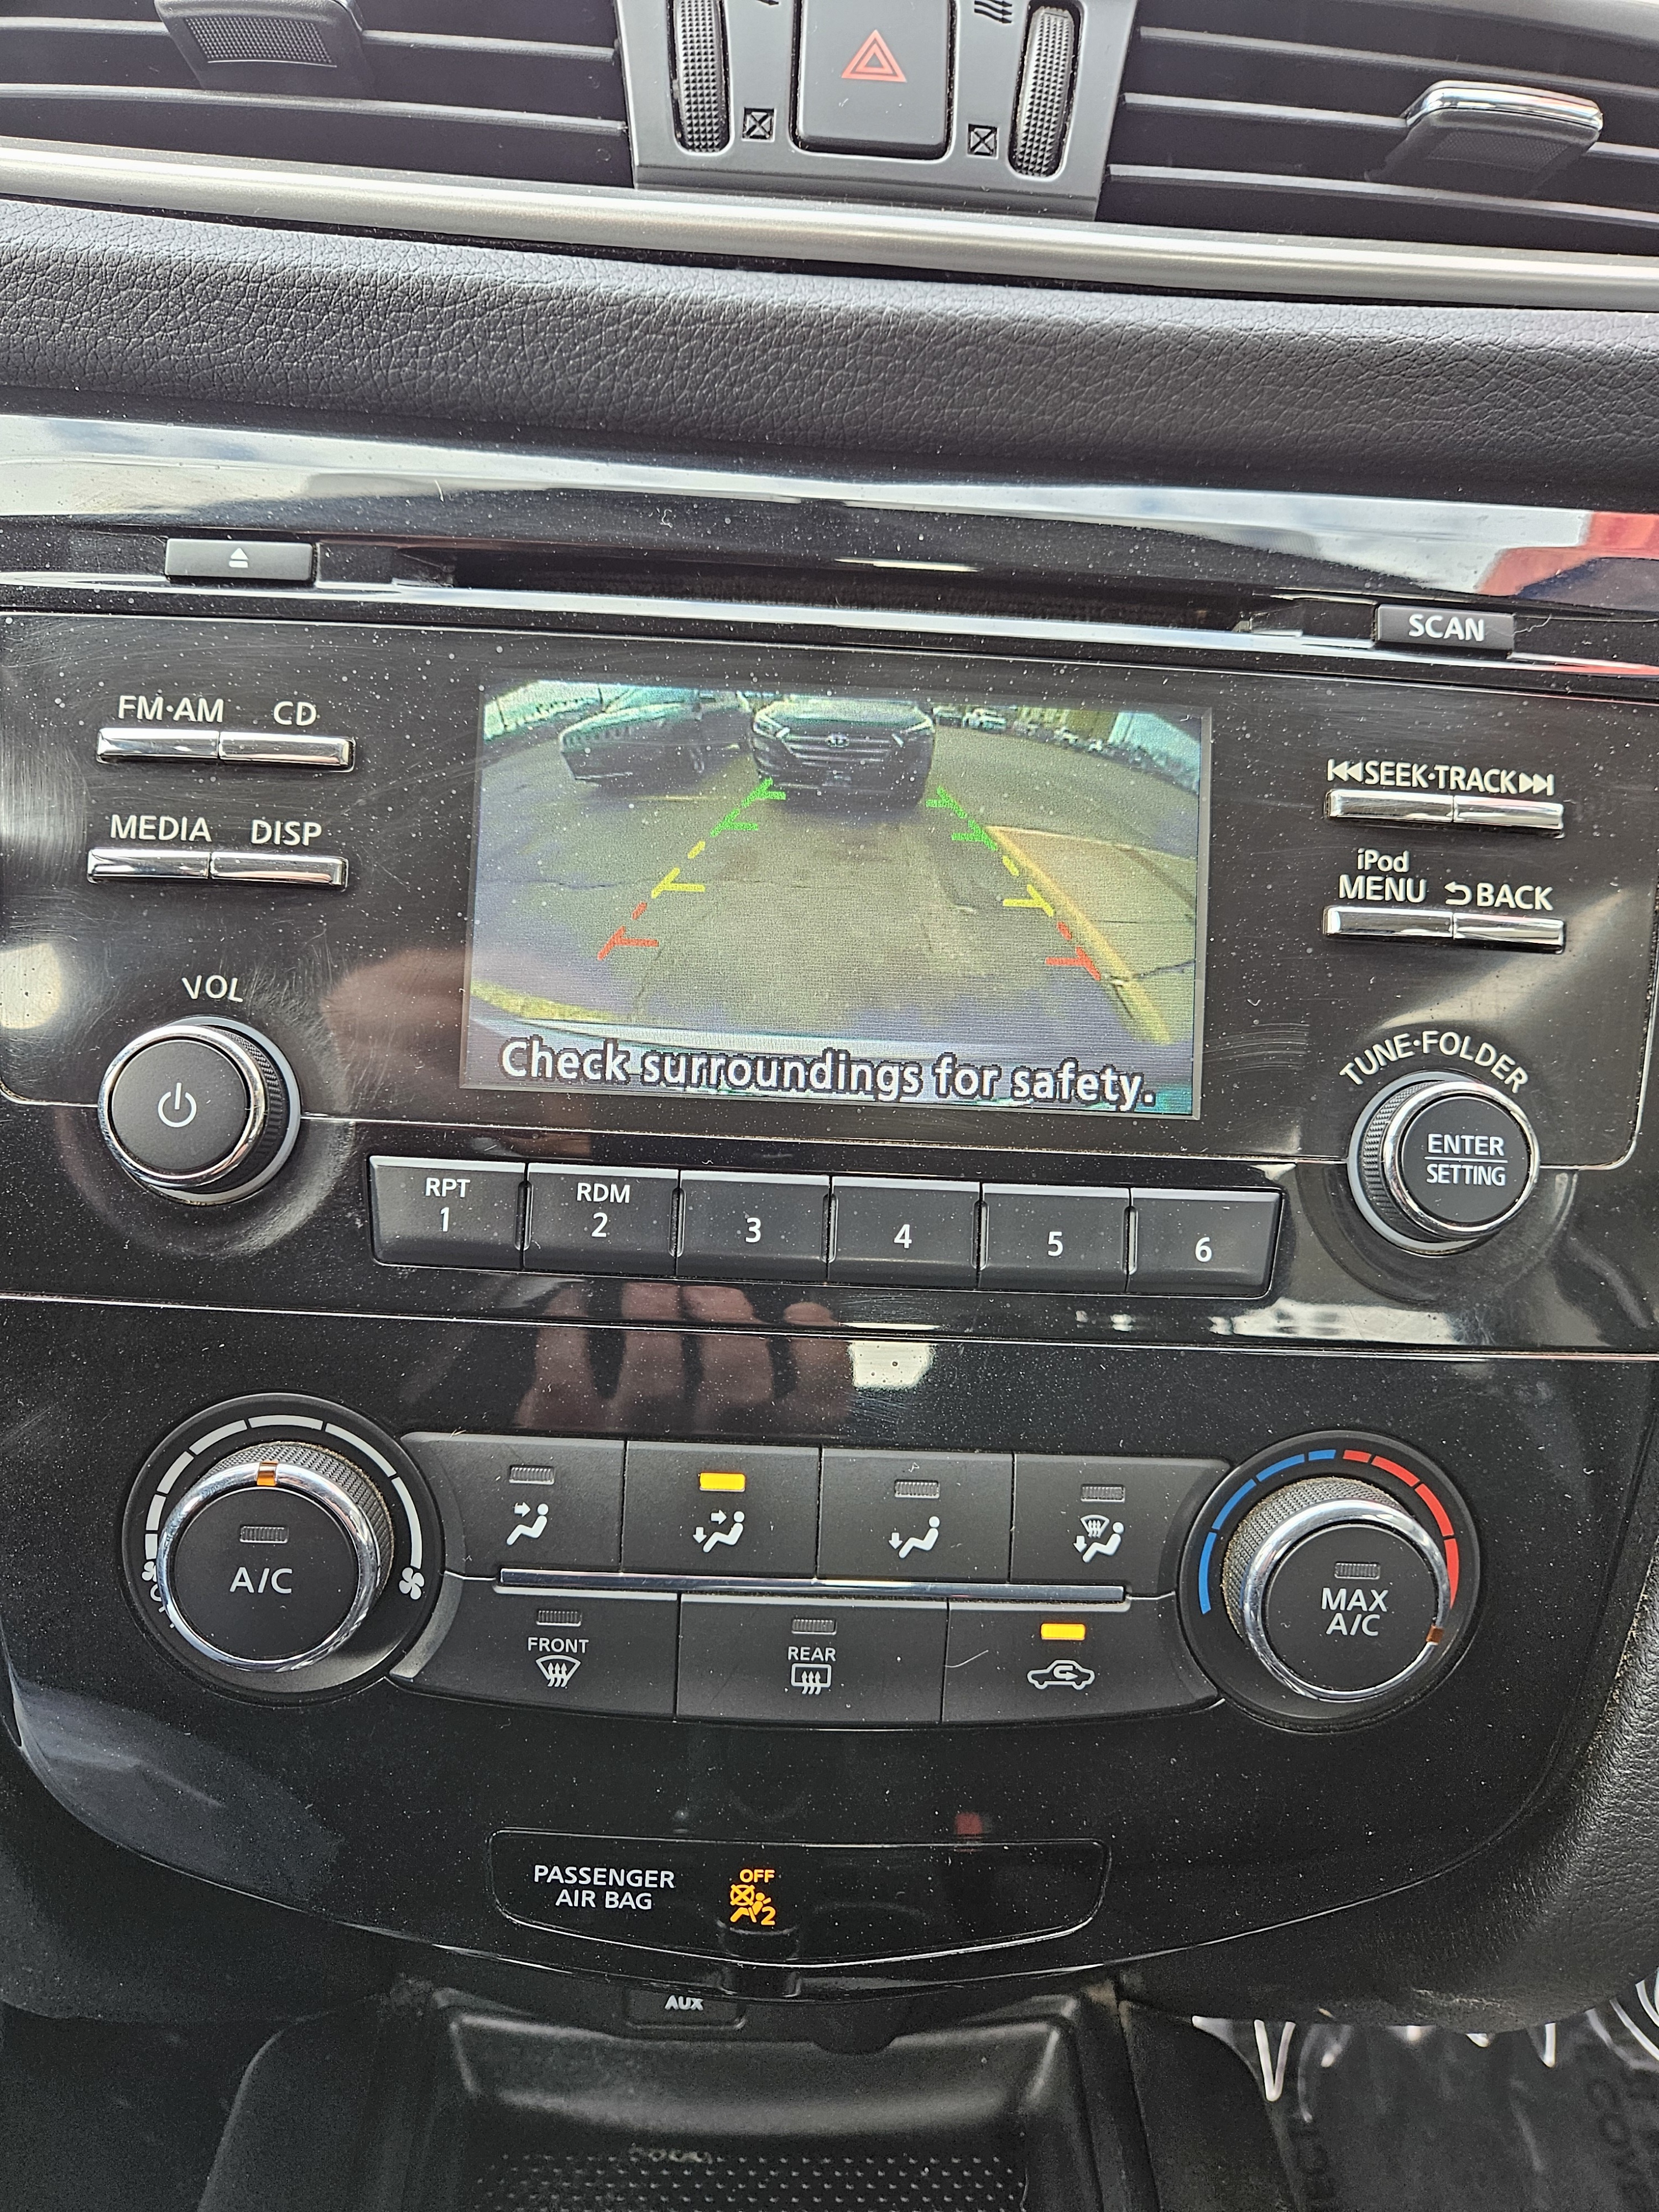 SCAN
FM·AM CD
SEEK·TRACK
MEDIA DISP
iPod
MENU BACK
VOL
TUNE·FOLDER
Check surroundings for safety.
ENTER
SETTING
RPT
1
RDM
2
3
4
5
6
A/C
MAX
A/C
FRONT
REAR
PASSENGER
AIR BAG
OFF
2
AUX